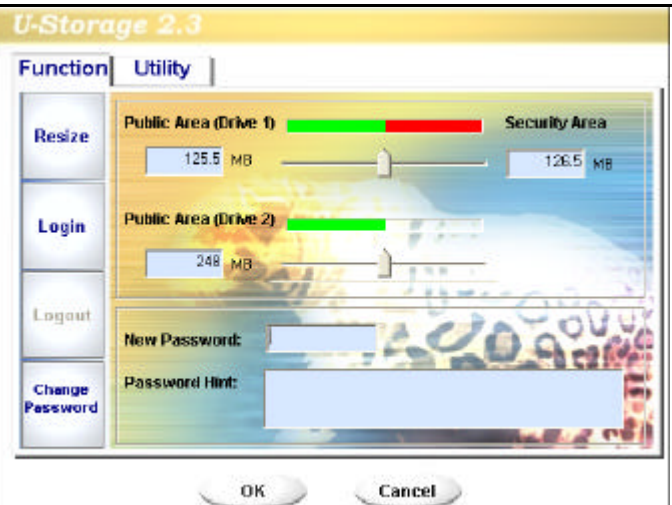 U-Storage 2.3
Function Utility
Resize
Public Area (Drive 1) Security Area
125.5 MB 126.5 MB
Login
Public Area (Drive 2)
248 MB
Logout
New Password:
Password Hint:
Change
Password
OK Cancel